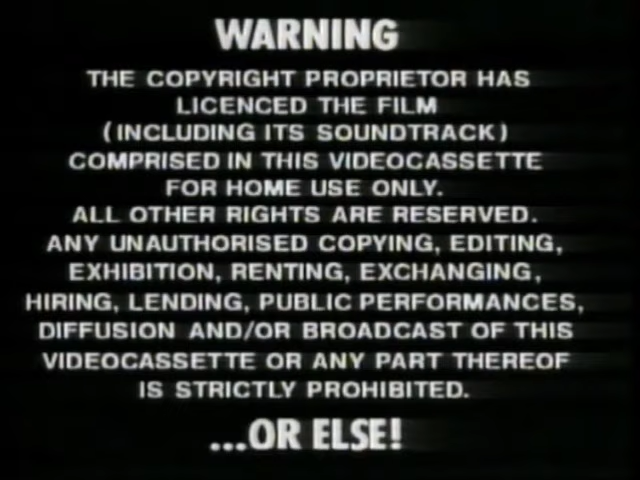 WARNING
THE COPYRIGHT PROPRIETOR HAS
LICENCED THE FILM
(INCLUDING ITS SOUNDTRACK)
COMPRISED IN THIS VIDEOCASSETTE
FOR HOME USE ONLY.
ALL OTHER RIGHTS ARE RESERVED.
ANY UNAUTHORISED COPYING, EDITING,
EXHIBITION, RENTING, EXCHANGING,
HIRING, LENDING, PUBLIC PERFORMANCES,
DIFFUSION AND/OR BROADCAST OF THIS
VIDEOCASSETTE OR ANY PART THEREOF
IS STRICTLY PROHIBITED.
...OR ELSE!